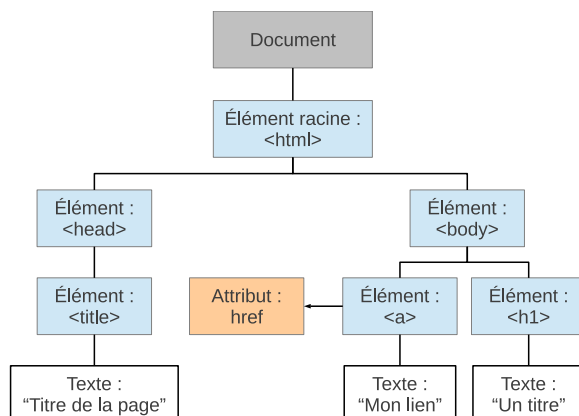 Document
Élément racine :
<html>
Élément :
<head>
Élément :
<body>
Élément :
<title>
Attribut :
href
Élément :
<a>
Élément :
<h1>
Texte :
“Titre de la page”
Texte :
“Mon lien”
Texte :
“Un titre”